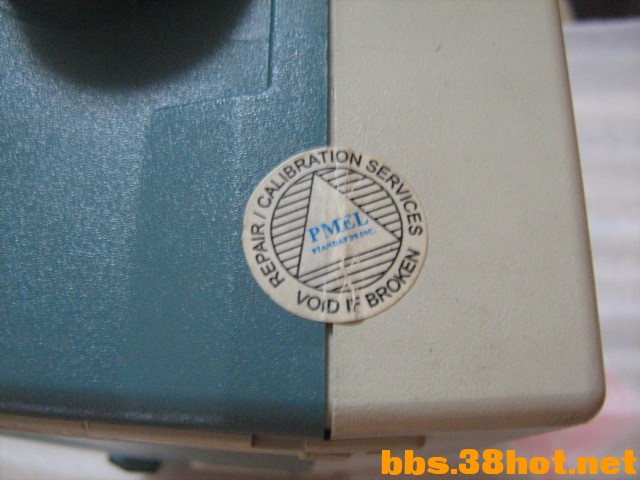 REPAIR / CALIBRATION SERVICES
PMEL
STANDARDS INC.
VOID IF BROKEN
bbs.38hot.net